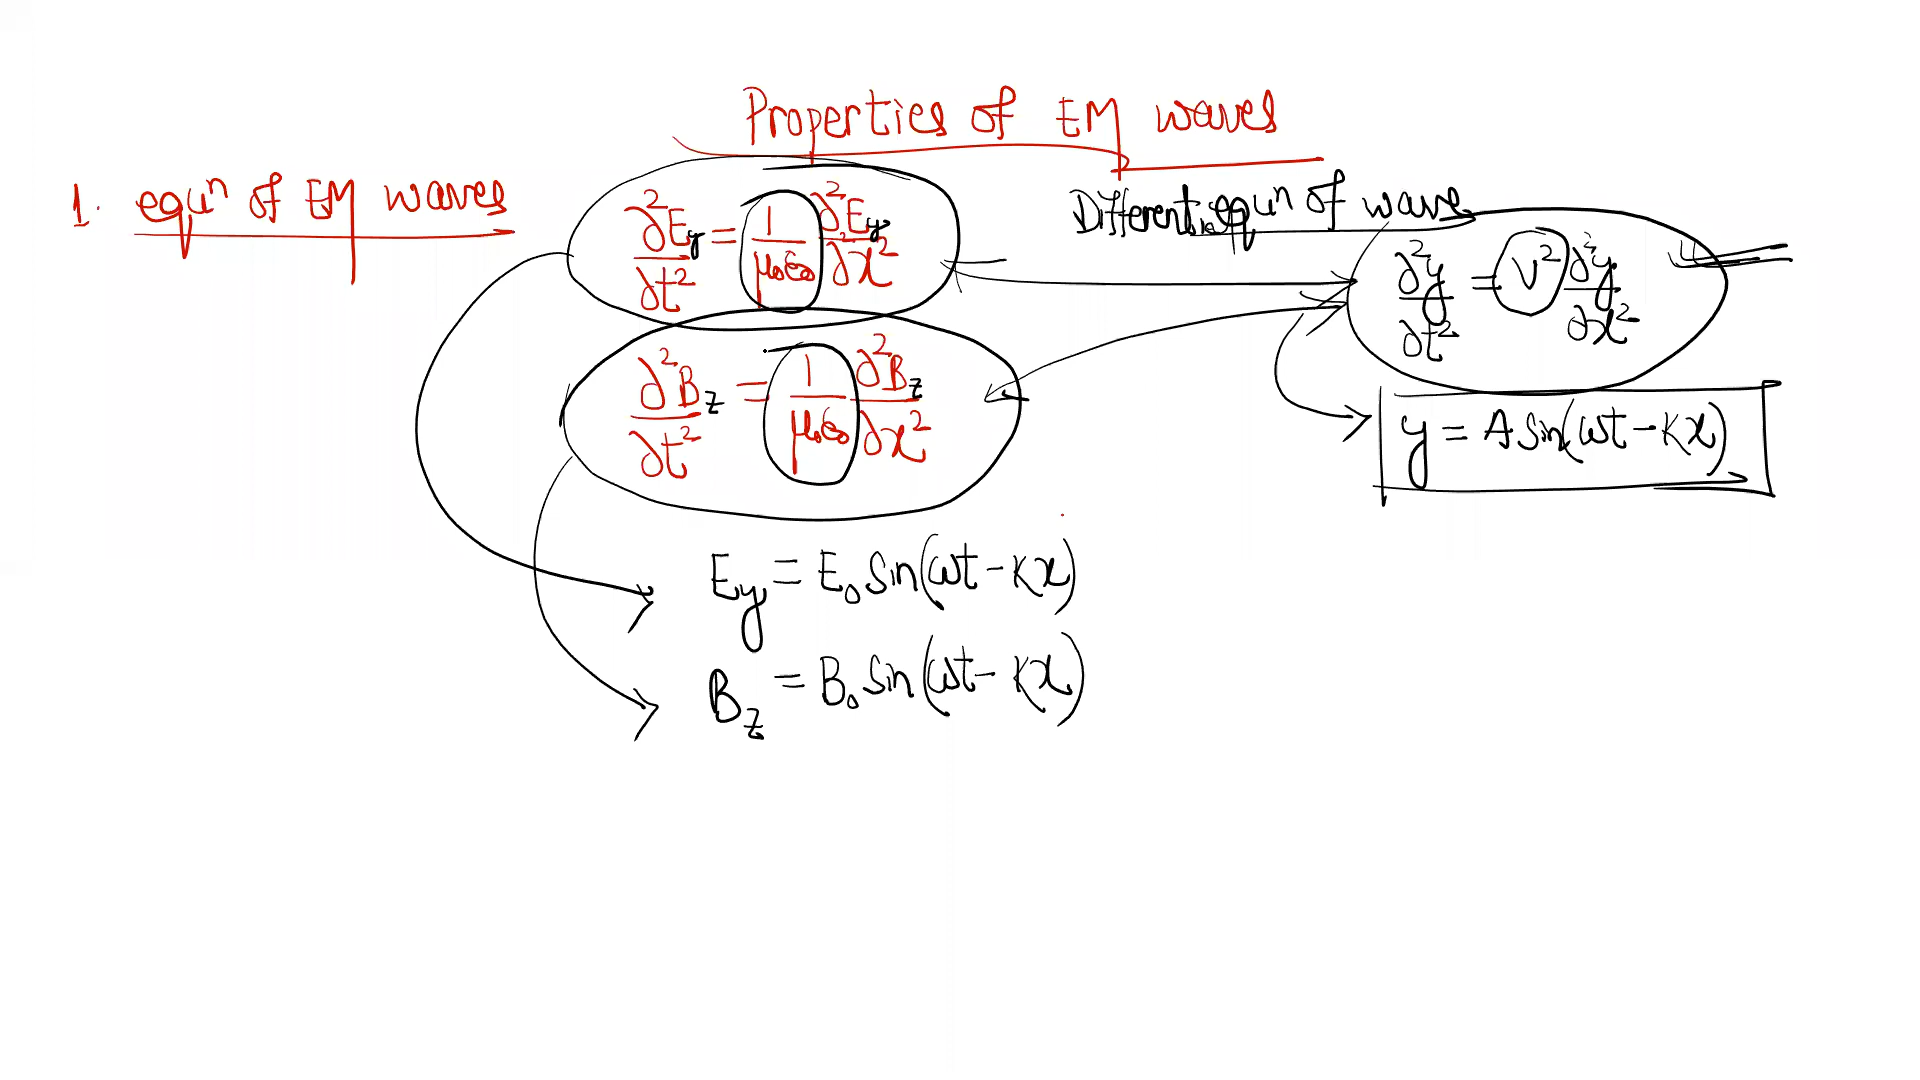 Properties of EM waves
1. equⁿ of EM waves
∂²Ey/∂t² = 1/μ₀ε₀ ∂²Ey/∂x²
Differential equⁿ of wave
∂²y/∂t² = v² ∂²y/∂x²
∂²Bz/∂t² = 1/μ₀ε₀ ∂²Bz/∂x²
y = A sin(ωt - kx)
Ey = E₀ sin(ωt - kx)
Bz = B₀ sin(ωt - kx)